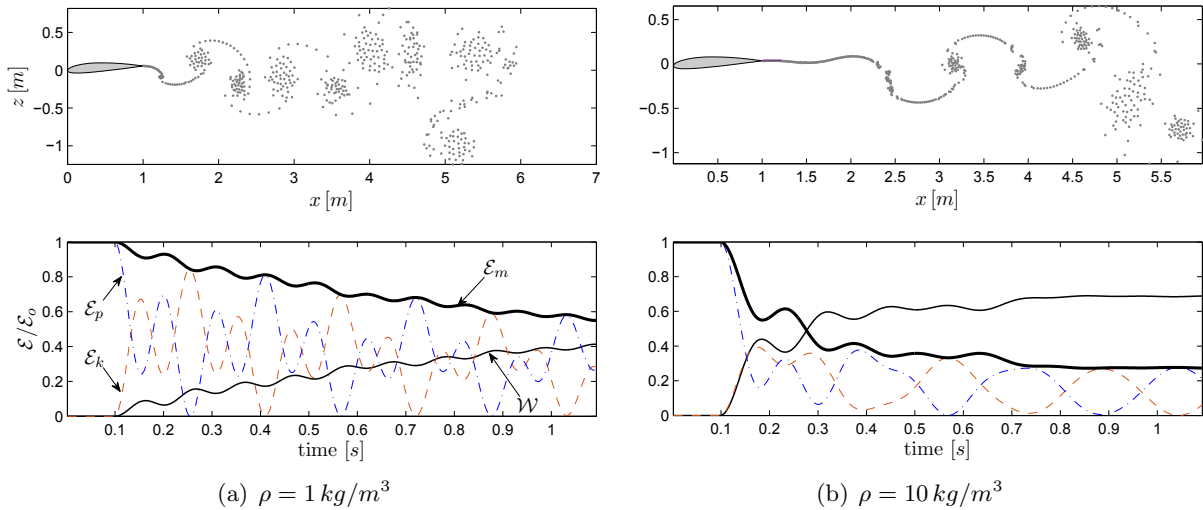 z [m]
0.5
0
−0.5
−1
0 1 2 3 4 5 6 7
x [m]
0.5
0
−0.5
−1
0.5 1 1.5 2 2.5 3 3.5 4 4.5 5 5.5
x [m]
ℰ/ℰₒ
1
0.8
0.6
0.4
0.2
0
ℰₚ
ℰₖ
ℰₘ
𝒲
0.1 0.2 0.3 0.4 0.5 0.6 0.7 0.8 0.9 1
time [s]
1
0.8
0.6
0.4
0.2
0
0.1 0.2 0.3 0.4 0.5 0.6 0.7 0.8 0.9 1
time [s]
(a) ρ = 1 kg/m³
(b) ρ = 10 kg/m³